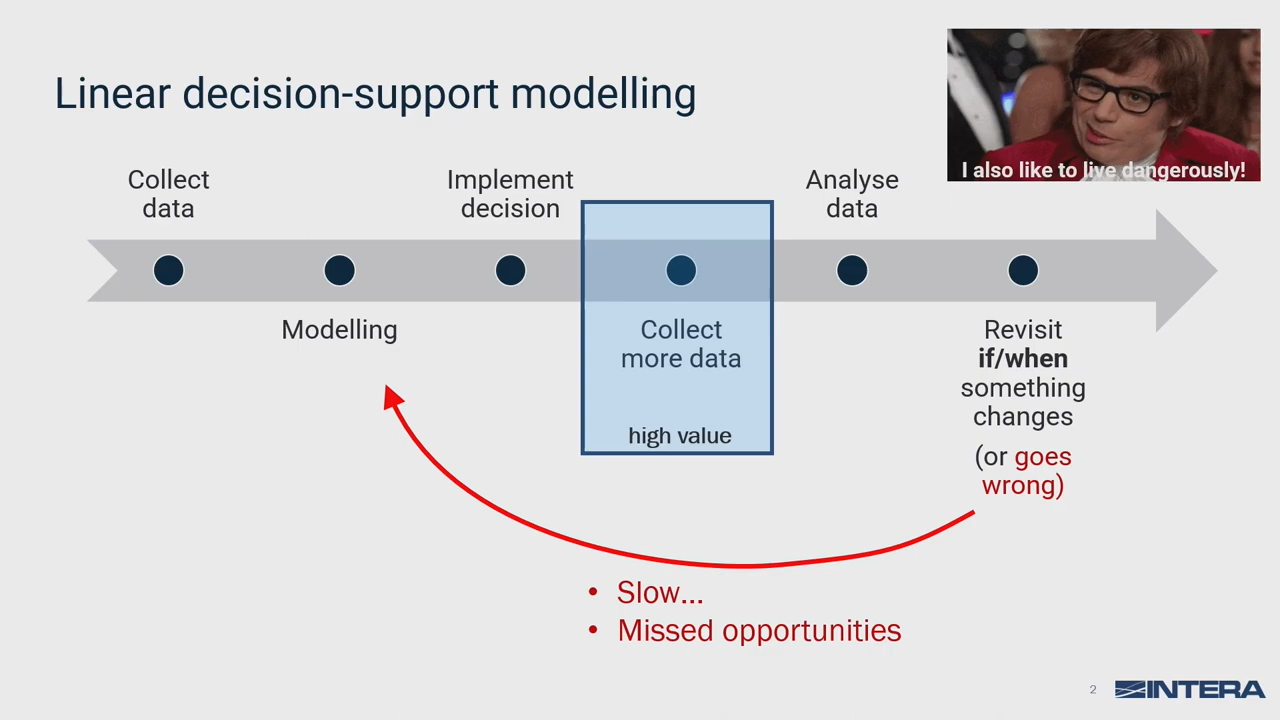 Linear decision-support modelling
I also like to live dangerously!
Collect
data
Implement
decision
Analyse
data
Modelling
Collect
more data
high value
Revisit
if/when
something
changes
(or goes
wrong)
• Slow...
• Missed opportunities
2
INTERA